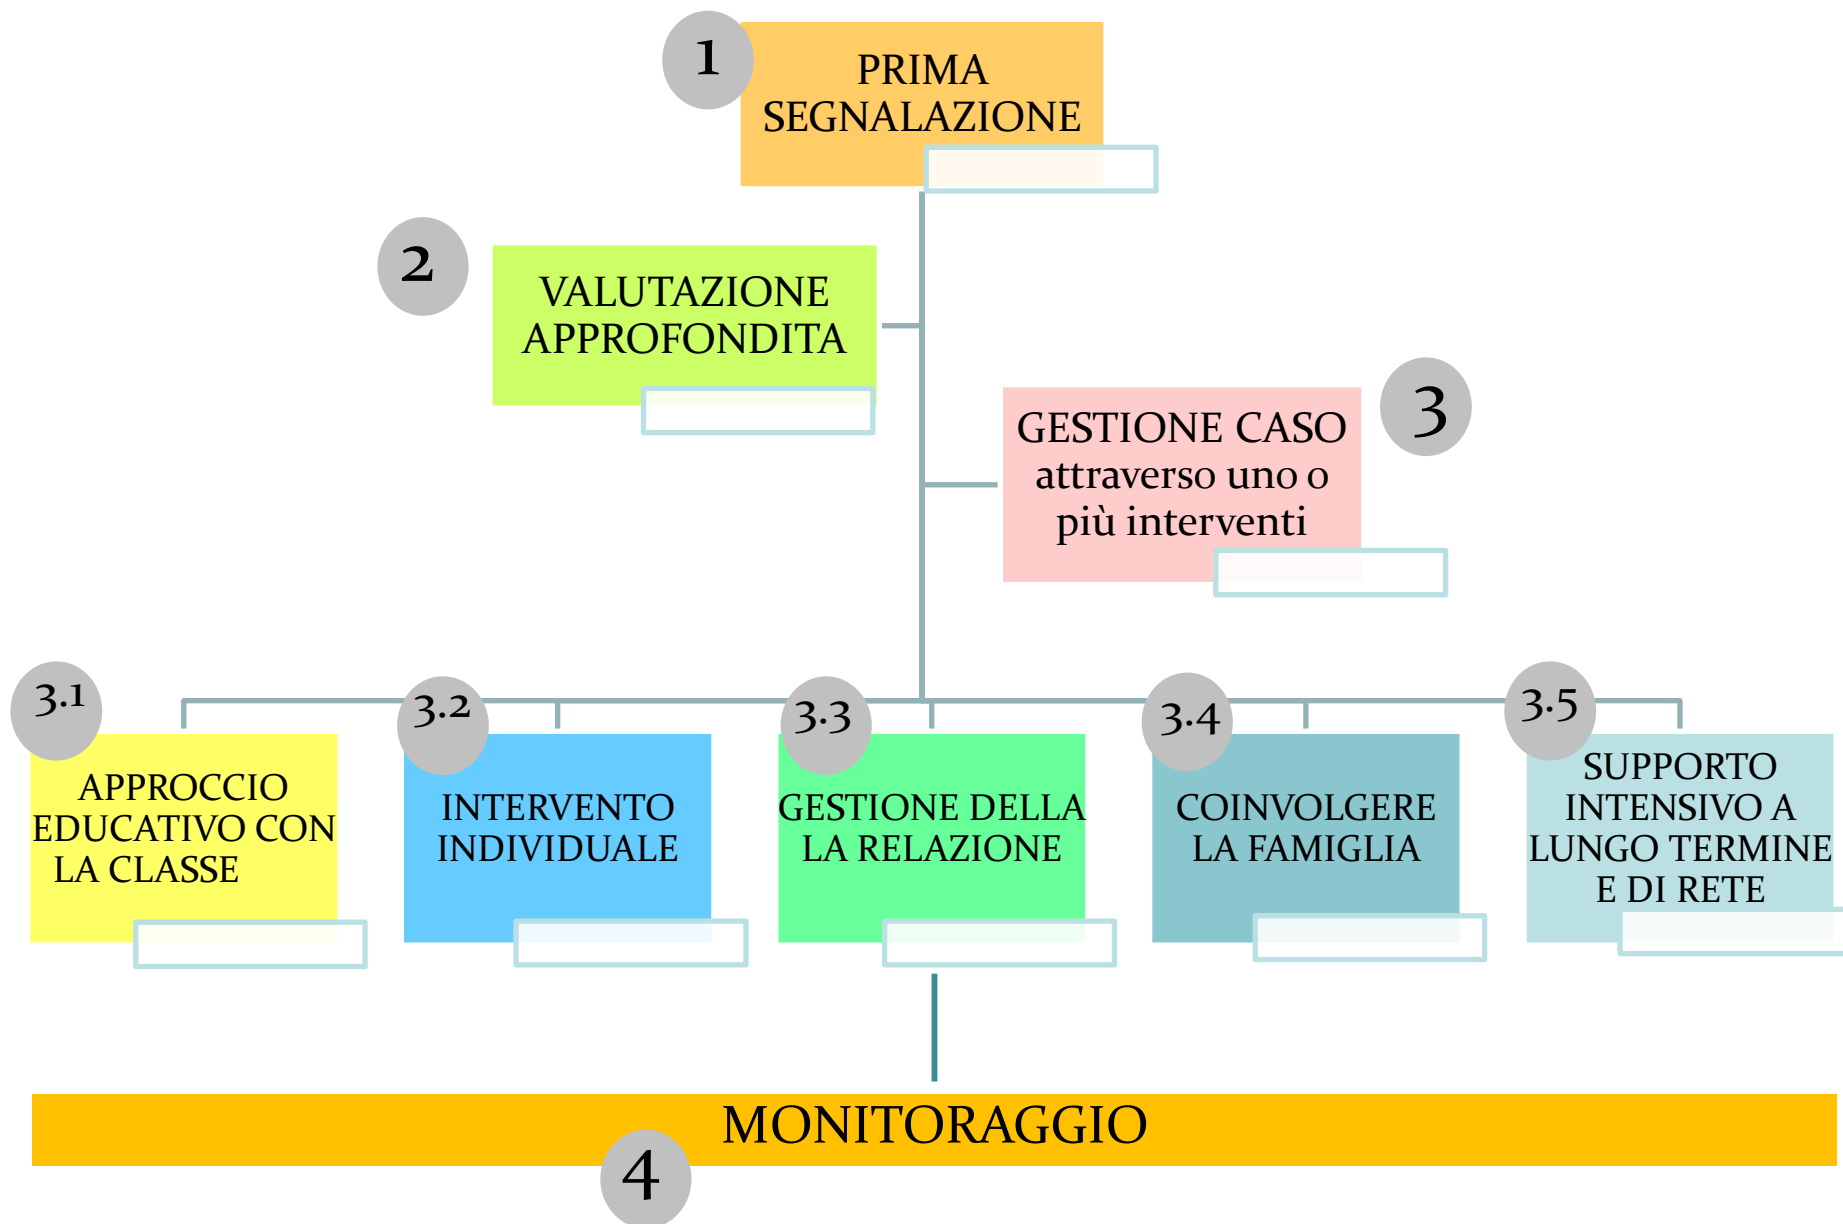 1
PRIMA
SEGNALAZIONE
2
VALUTAZIONE
APPROFONDITA
3
GESTIONE CASO
attraverso uno o
più interventi
3.1
APPROCCIO
EDUCATIVO CON
LA CLASSE
3.2
INTERVENTO
INDIVIDUALE
3.3
GESTIONE DELLA
LA RELAZIONE
3.4
COINVOLGERE
LA FAMIGLIA
3.5
SUPPORTO
INTENSIVO A
LUNGO TERMINE
E DI RETE
MONITORAGGIO
4